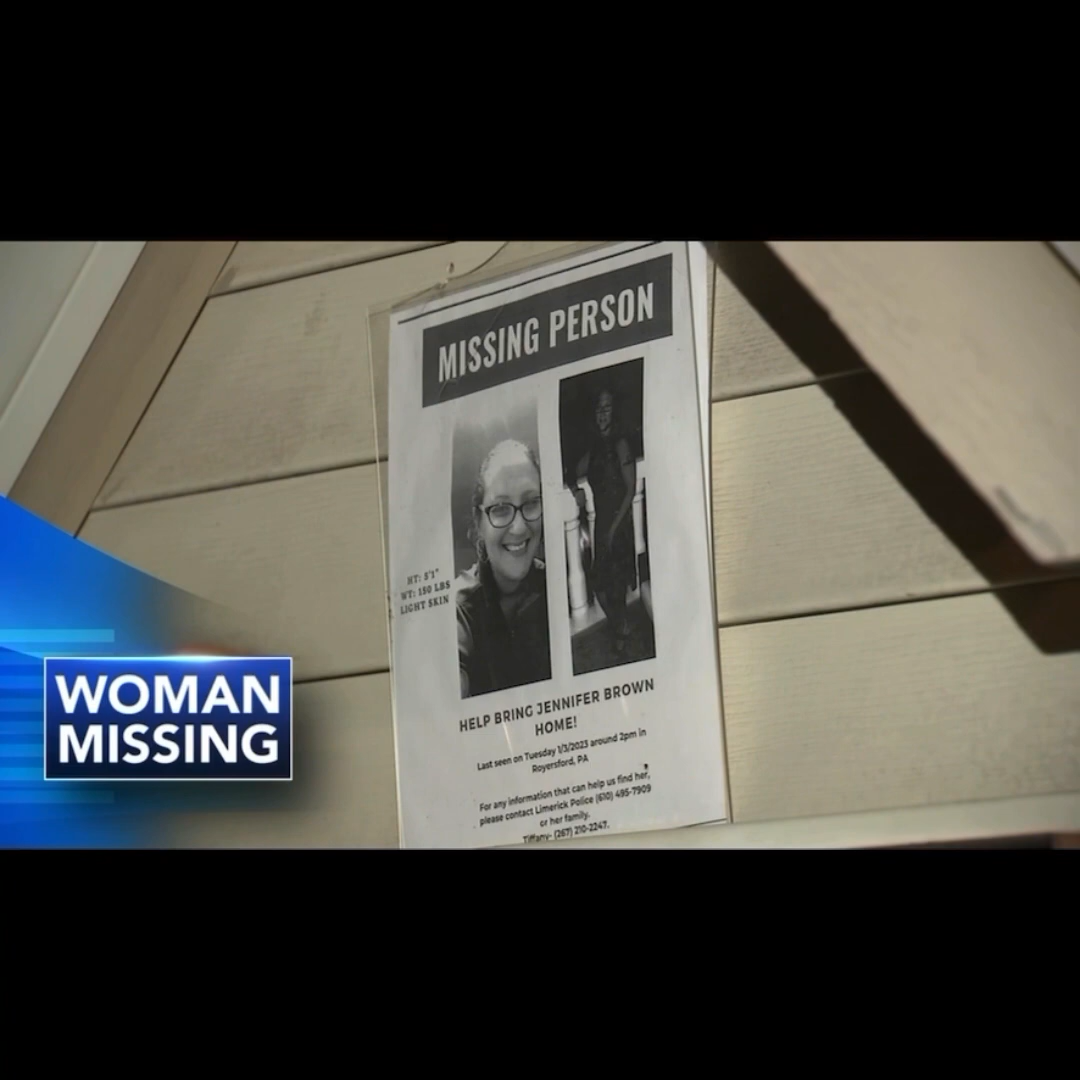 MISSING PERSON
HT: 5'1"
WT: 150 LBS
LIGHT SKIN
HELP BRING JENNIFER BROWN
HOME!
Last seen on Tuesday 1/3/2023 around 2pm in
Royersford, PA
For any information that can help us find her,
please contact Limerick Police (610) 495-7909
or her family.
Tiffany- (267) 210-2247.
WOMAN
MISSING